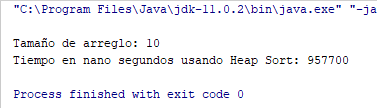 "C:\Program Files\Java\jdk-11.0.2\bin\java.exe" "-ja
Tamaño de arreglo: 10
Tiempo en nano segundos usando Heap Sort: 957700
Process finished with exit code 0